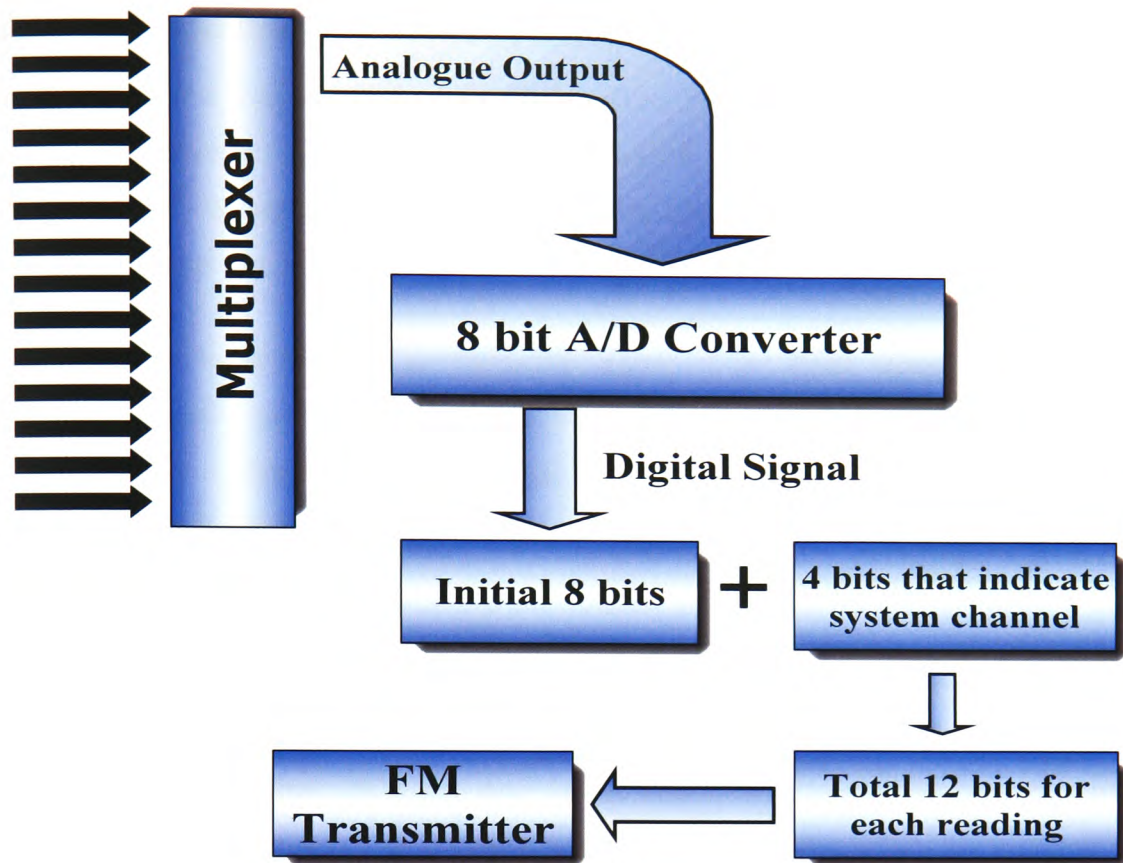 Multiplexer
Analogue Output
8 bit A/D Converter
Digital Signal
Initial 8 bits
+
4 bits that indicate
system channel
Total 12 bits for
each reading
FM
Transmitter